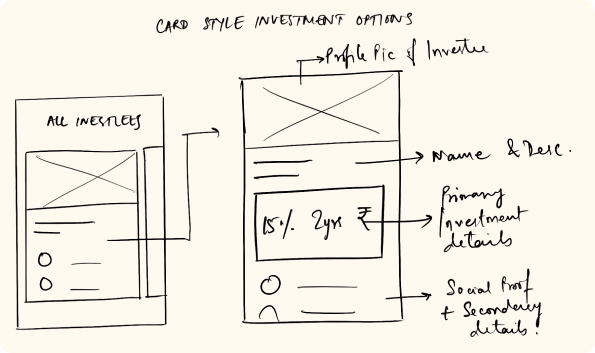 CARD STYLE INVESTMENT OPTIONS
Profile Pic of Investee
ALL INESTEES
Name & Desc.
15% 2yrs ₹
Primary
Investment
details
Social Proof
+ Secondary
details.